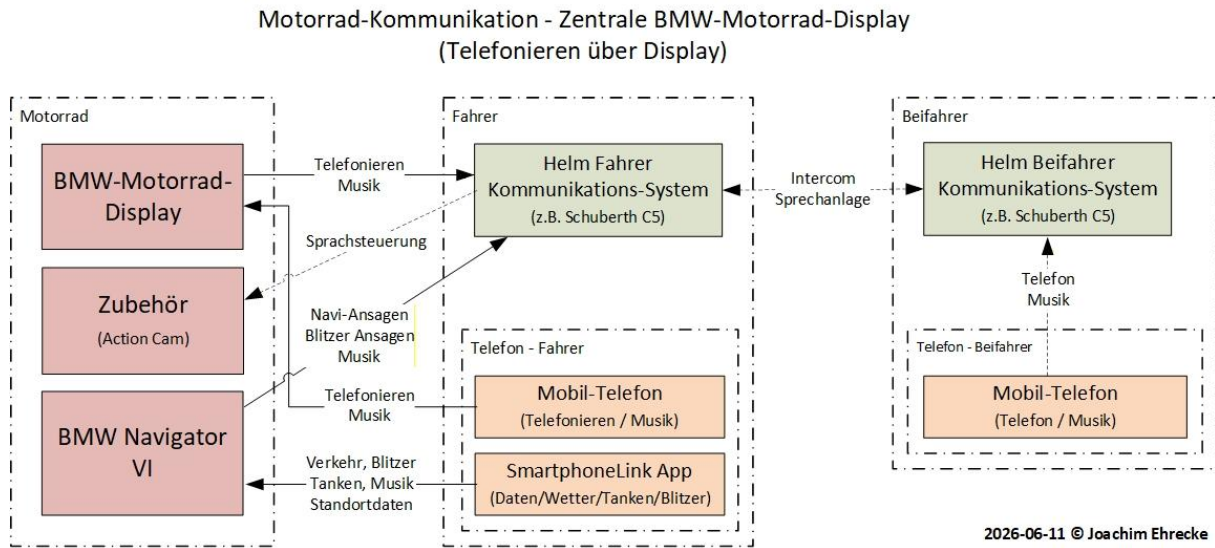 Motorrad-Kommunikation - Zentrale BMW-Motorrad-Display
(Telefonieren über Display)
Motorrad
BMW-Motorrad-
Display
Zubehör
(Action Cam)
BMW Navigator
VI
Telefonieren
Musik
Sprachsteuerung
Navi-Ansagen
Blitzer Ansagen
Musik
Telefonieren
Musik
Verkehr, Blitzer
Tanken, Musik
Standortdaten
Fahrer
Helm Fahrer
Kommunikations-System
(z.B. Schuberth C5)
Telefon - Fahrer
Mobil-Telefon
(Telefonieren / Musik)
SmartphoneLink App
(Daten/Wetter/Tanken/Blitzer)
Intercom
Sprechanlage
Beifahrer
Helm Beifahrer
Kommunikations-System
(z.B. Schuberth C5)
Telefon
Musik
Telefon - Beifahrer
Mobil-Telefon
(Telefon / Musik)
2026-06-11 © Joachim Ehrecke